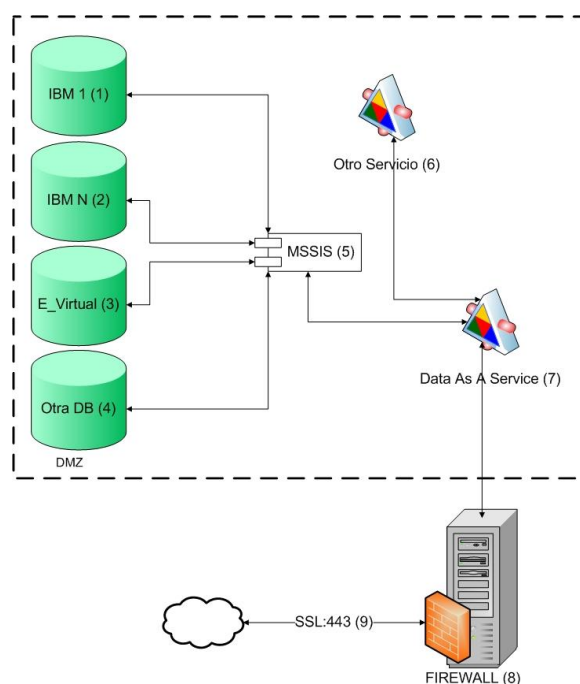 IBM 1 (1)
Otro Servicio (6)
IBM N (2)
MSSIS (5)
E_Virtual (3)
Data As A Service (7)
Otra DB (4)
DMZ
SSL:443 (9)
FIREWALL (8)